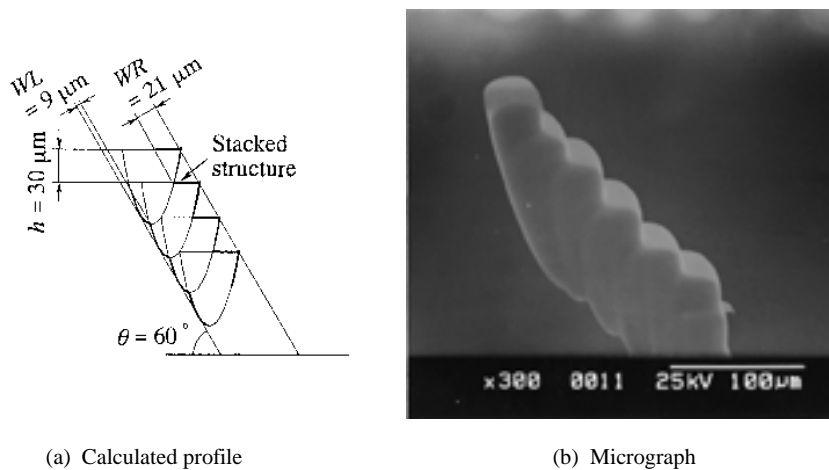 WL
= 9 μm
WR
= 21 μm
Stacked
structure
h = 30 μm
θ = 60°
x300 0011 25kV 100μm
(a) Calculated profile
(b) Micrograph